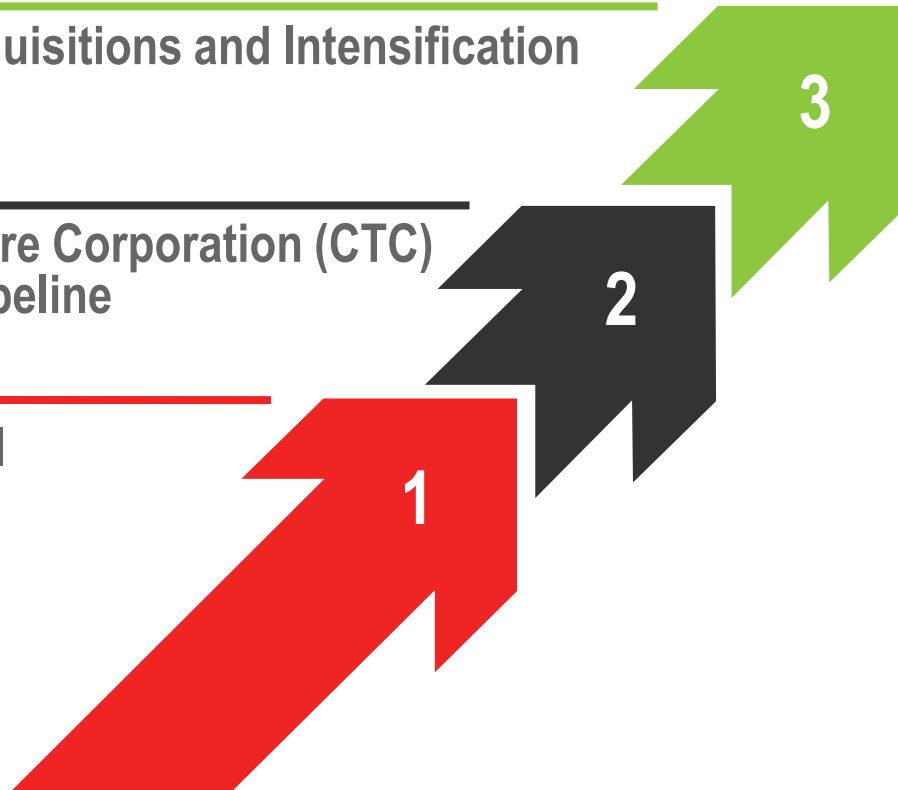 uisitions and Intensification
3
re Corporation (CTC)
peline
2
1